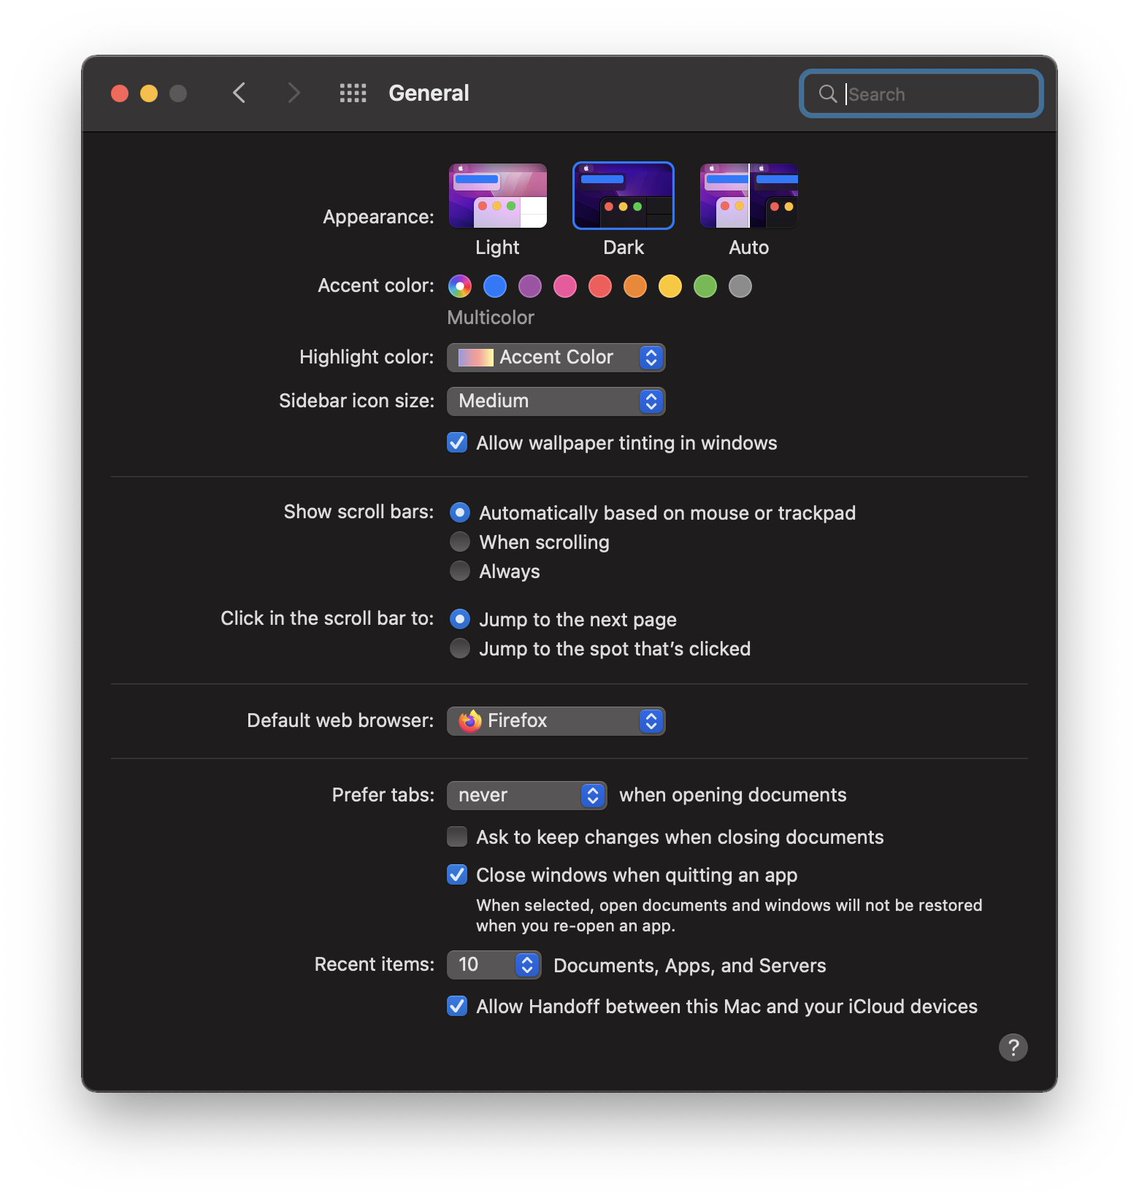 General
Search
Appearance:
Light
Dark
Auto
Accent color:
Multicolor
Highlight color: Accent Color
Sidebar icon size: Medium
Allow wallpaper tinting in windows
Show scroll bars: Automatically based on mouse or trackpad
When scrolling
Always
Click in the scroll bar to: Jump to the next page
Jump to the spot that’s clicked
Default web browser: Firefox
Prefer tabs: never when opening documents
Ask to keep changes when closing documents
Close windows when quitting an app
When selected, open documents and windows will not be restored
when you re-open an app.
Recent items: 10 Documents, Apps, and Servers
Allow Handoff between this Mac and your iCloud devices
?